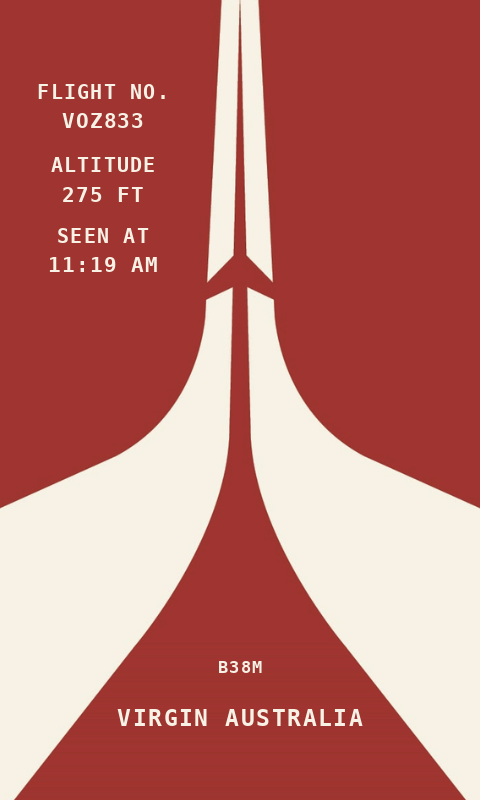 FLIGHT NO.
VOZ833
ALTITUDE
275 FT
SEEN AT
11:19 AM
B38M
VIRGIN AUSTRALIA